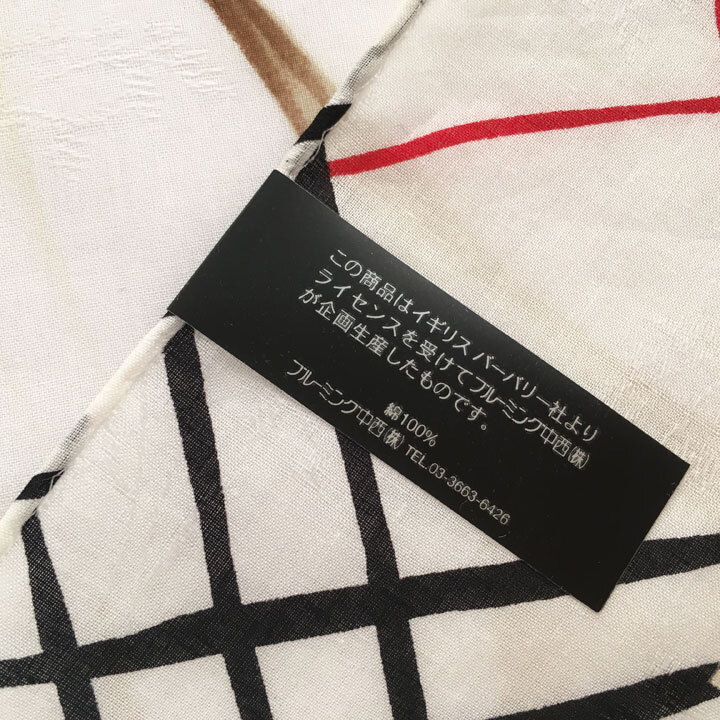 この商品はイギリス バーバリー社より
ライセンスを受けてブルーミング中西(株)
が企画生産したものです。
綿100%
ブルーミング中西(株)TEL.03-3663-6426